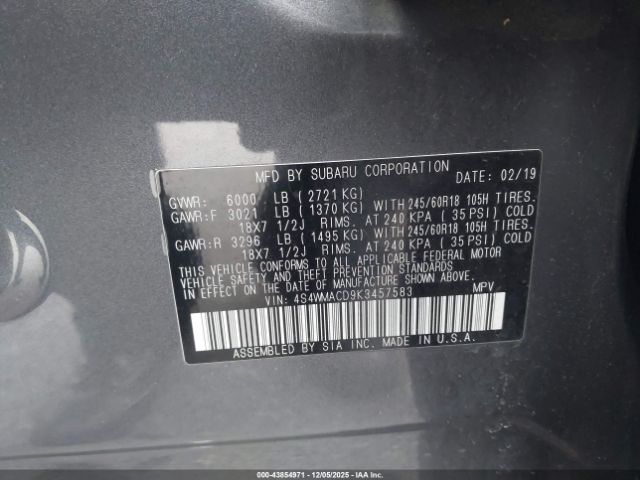 MFD BY SUBARU CORPORATION DATE: 02/19
GVWR: 6000 LB ( 2721 KG)
GAWR:F 3021 LB ( 1370 KG) WITH 245/60R18 105H TIRES.
18X7 1/2J RIMS. AT 240 KPA ( 35 PSI) COLD
GAWR:R 3296 LB ( 1495 KG) WITH 245/60R18 105H TIRES.
18X7 1/2J RIMS. AT 240 KPA ( 35 PSI) COLD
THIS VEHICLE CONFORMS TO ALL APPLICABLE FEDERAL MOTOR
VEHICLE SAFETY AND THEFT PREVENTION STANDARDS
IN EFFECT ON THE DATE OF MANUFACTURE SHOWN ABOVE.
VIN: 4S4WMACD9K3457583 MPV
ASSEMBLED BY SIA INC. MADE IN U.S.A.
000-43854971 - 12/05/2025 - IAA Inc.